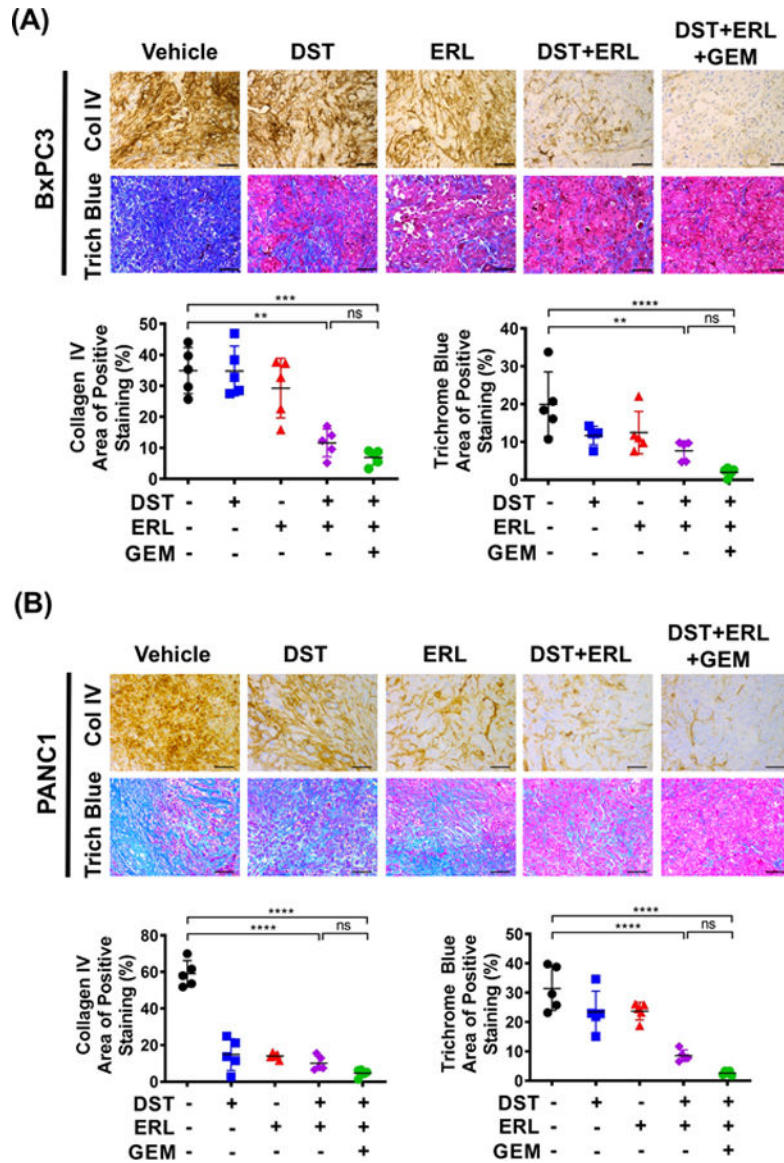 (A)
Vehicle DST ERL DST+ERL DST+ERL
+GEM
BxPC3
Col IV
Trich Blue
Collagen IV
Area of Positive
Staining (%)
***
**
ns
50
40
30
20
10
0
DST - + - + +
ERL - - + + +
GEM - - - - +
Trichrome Blue
Area of Positive
Staining (%)
****
**
ns
40
30
20
10
0
DST - + - + +
ERL - - + + +
GEM - - - - +
(B)
Vehicle DST ERL DST+ERL DST+ERL
+GEM
PANC1
Col IV
Trich Blue
Collagen IV
Area of Positive
Staining (%)
****
****
ns
80
60
40
20
0
DST - + - + +
ERL - - + + +
GEM - - - - +
Trichrome Blue
Area of Positive
Staining (%)
****
****
ns
50
40
30
20
10
0
DST - + - + +
ERL - - + + +
GEM - - - - +